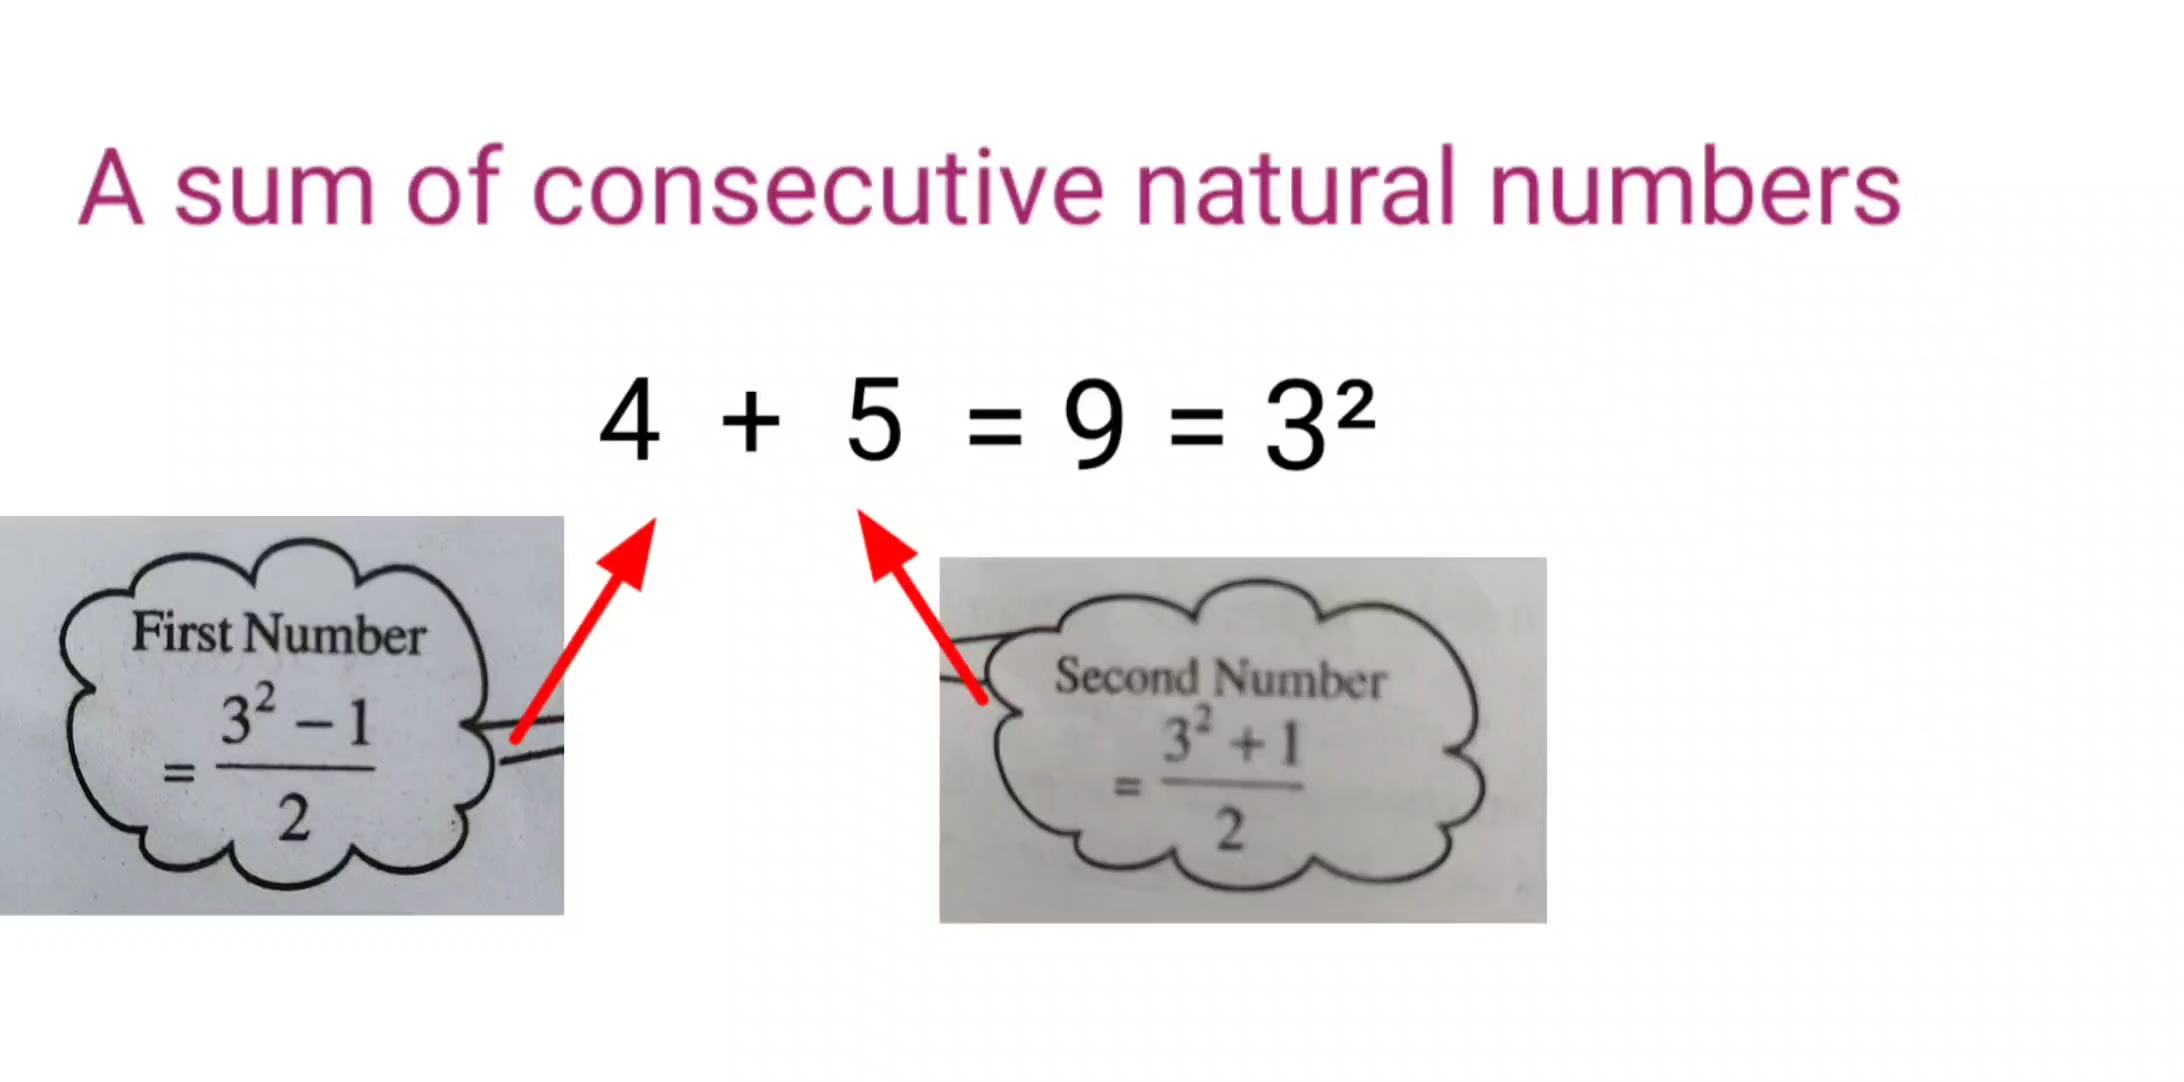 A sum of consecutive natural numbers
4 + 5 = 9 = 3²
First Number
= 3² – 1
2
Second Number
= 3² + 1
2